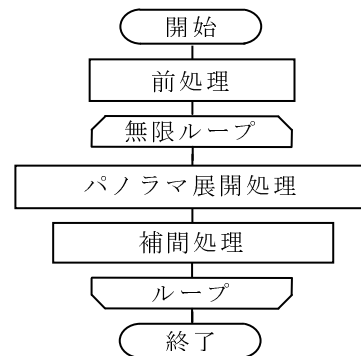 開始
前処理
無限ループ
パノラマ展開処理
補間処理
ループ
終了